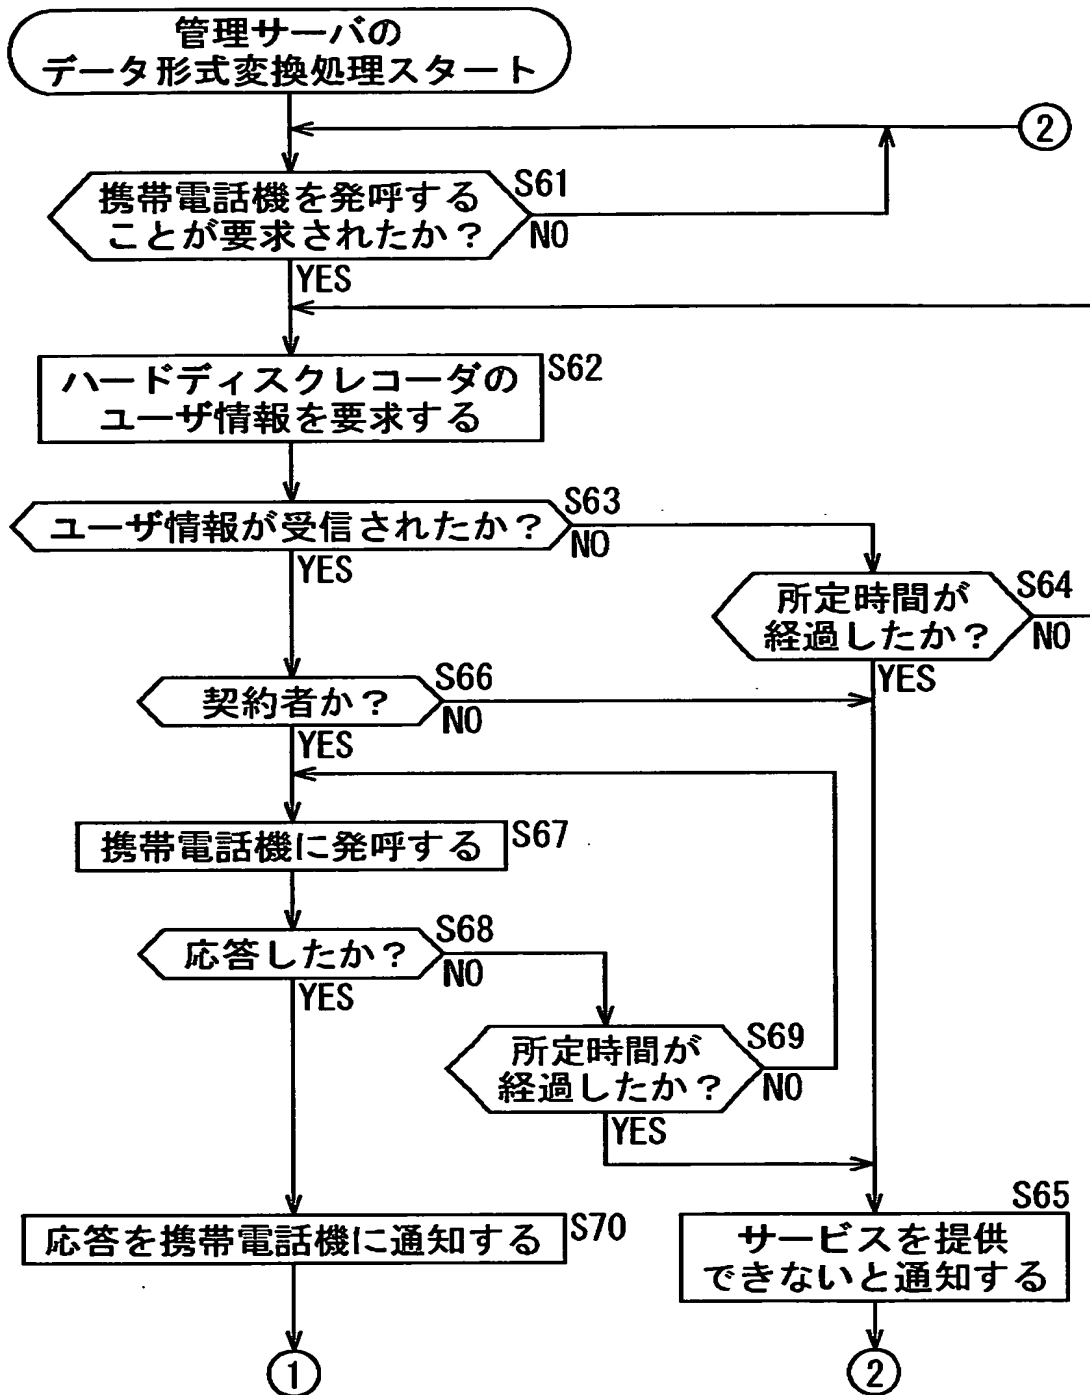 管理サーバの
データ形式変換処理スタート
2
携帯電話機を発呼する
ことが要求されたか？
S61
NO
YES
ハードディスクレコーダの
ユーザ情報を要求する
S62
ユーザ情報が受信されたか？
S63
NO
YES
所定時間が
経過したか？
S64
NO
YES
契約者か？
S66
NO
YES
携帯電話機に発呼する
S67
応答したか？
S68
NO
YES
所定時間が
経過したか？
S69
NO
YES
応答を携帯電話機に通知する
S70
S65
サービスを提供
できないと通知する
1
2